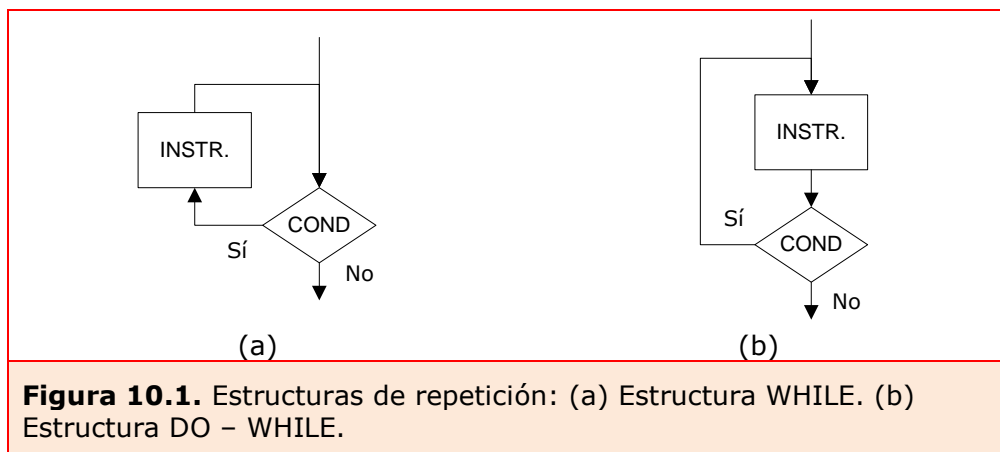 INSTR.
COND
Sí
No
(a)
INSTR.
COND
Sí
No
(b)
Figura 10.1. Estructuras de repetición: (a) Estructura WHILE. (b)
Estructura DO – WHILE.